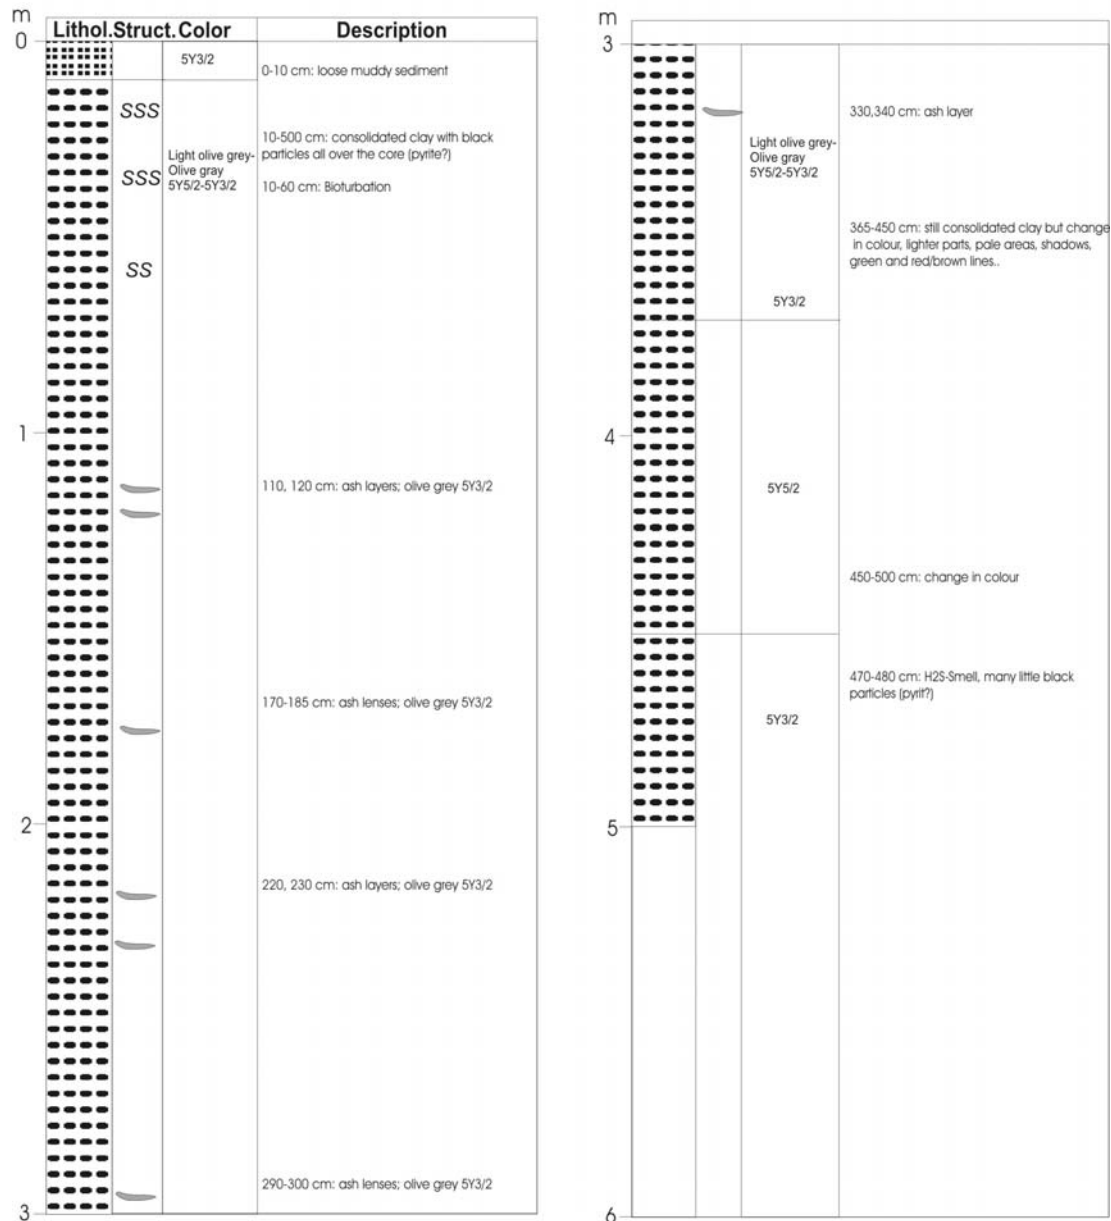 m
Lithol. Struct. Color Description
0
5Y3/2
0-10 cm: loose muddy sediment
SSS
10-500 cm: consolidated clay with black
particles all over the core (pyrite?)
Light olive grey-
Olive gray
5Y5/2-5Y3/2
SSS
10-60 cm: Bioturbation
SS
1
110, 120 cm: ash layers; olive grey 5Y3/2
170-185 cm: ash lenses; olive grey 5Y3/2
2
220, 230 cm: ash layers; olive grey 5Y3/2
290-300 cm: ash lenses; olive grey 5Y3/2
3
m
3
330,340 cm: ash layer
Light olive grey-
Olive gray
5Y5/2-5Y3/2
365-450 cm: still consolidated clay but change
in colour, lighter parts, pale areas, shadows,
green and red/brown lines..
5Y3/2
4
5Y5/2
450-500 cm: change in colour
470-480 cm: H2S-Smell, many little black
particles (pyrit?)
5Y3/2
5
6